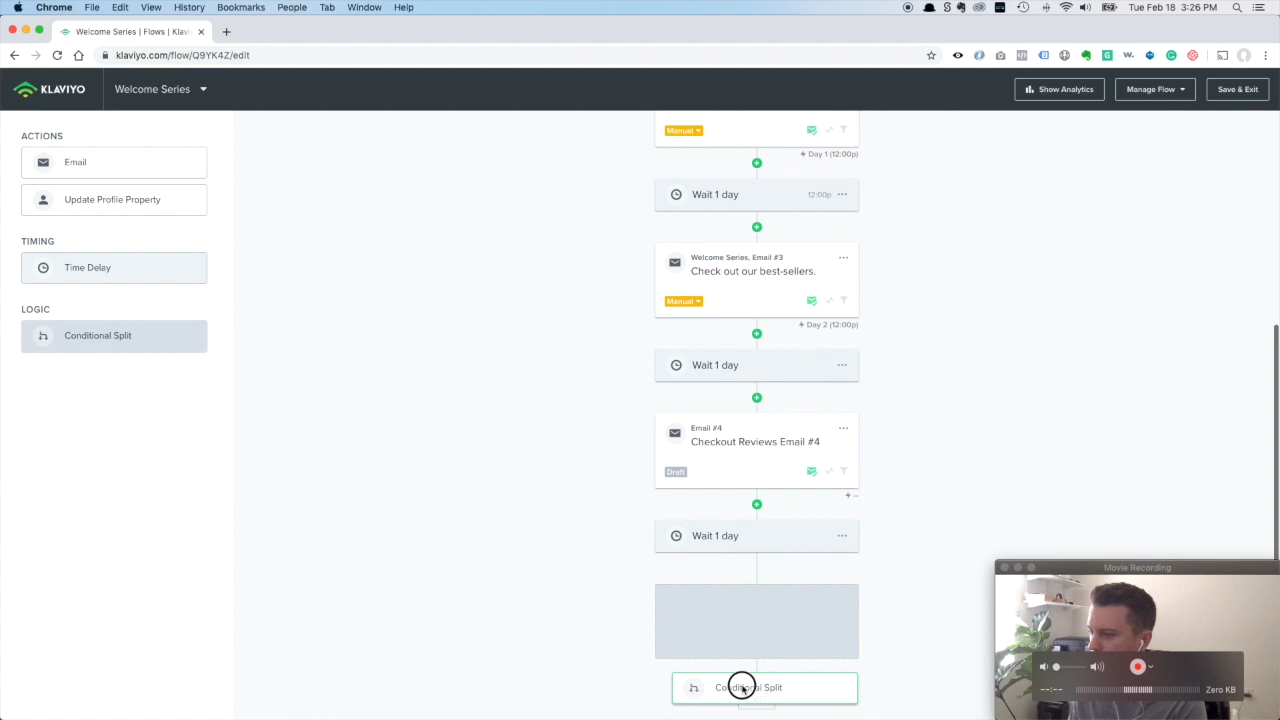 Chrome File Edit View History Bookmarks People Tab Window Help
Tue Feb 18 3:26 PM
Welcome Series | Flows | Klav
klaviyo.com/flow/Q9YK4Z/edit
KLAVIYO
Welcome Series
Show Analytics
Manage Flow
Save & Exit
ACTIONS
Email
Update Profile Property
TIMING
Time Delay
LOGIC
Conditional Split
Manual
Day 1 (12:00p)
Wait 1 day
12:00p
Welcome Series, Email #3
Check out our best-sellers.
Manual
Day 2 (12:00p)
Wait 1 day
Email #4
Checkout Reviews Email #4
Draft
Wait 1 day
Conditional Split
Movie Recording
--:--
Zero KB